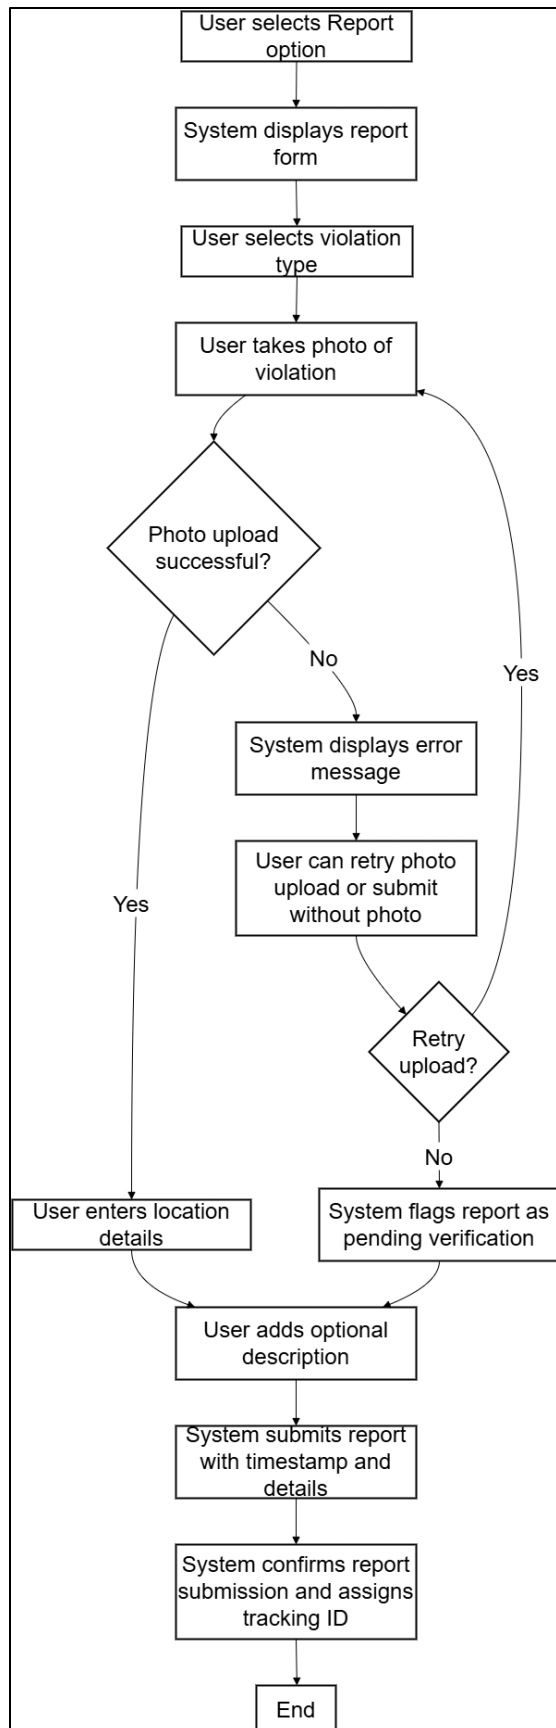 User selects Report
option
System displays report
form
User selects violation
type
User takes photo of
violation
Photo upload
successful?
No
Yes
System displays error
message
User can retry photo
upload or submit
without photo
Yes
Retry
upload?
No
User enters location
details
System flags report as
pending verification
User adds optional
description
System submits report
with timestamp and
details
System confirms report
submission and assigns
tracking ID
End